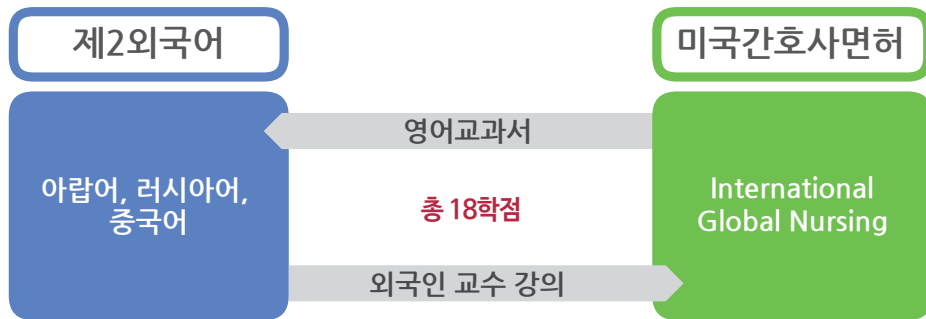 제2외국어
미국간호사면허
영어교과서
아랍어, 러시아어,
중국어
총 18학점
International
Global Nursing
외국인 교수 강의